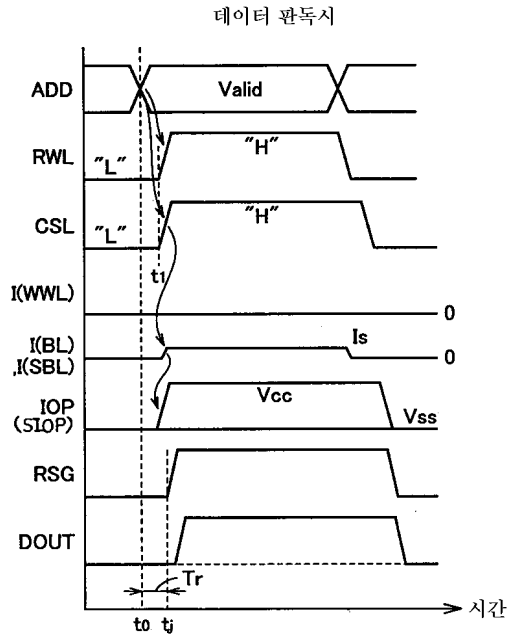 데이터 판독시
ADD
Valid
RWL
"L"
"H"
CSL
"L"
"H"
t1
I(WWL)
0
I(BL)
,I(SBL)
Is
0
IOP
(SIOP)
Vcc
Vss
RSG
DOUT
Tr
t0
tj
시간